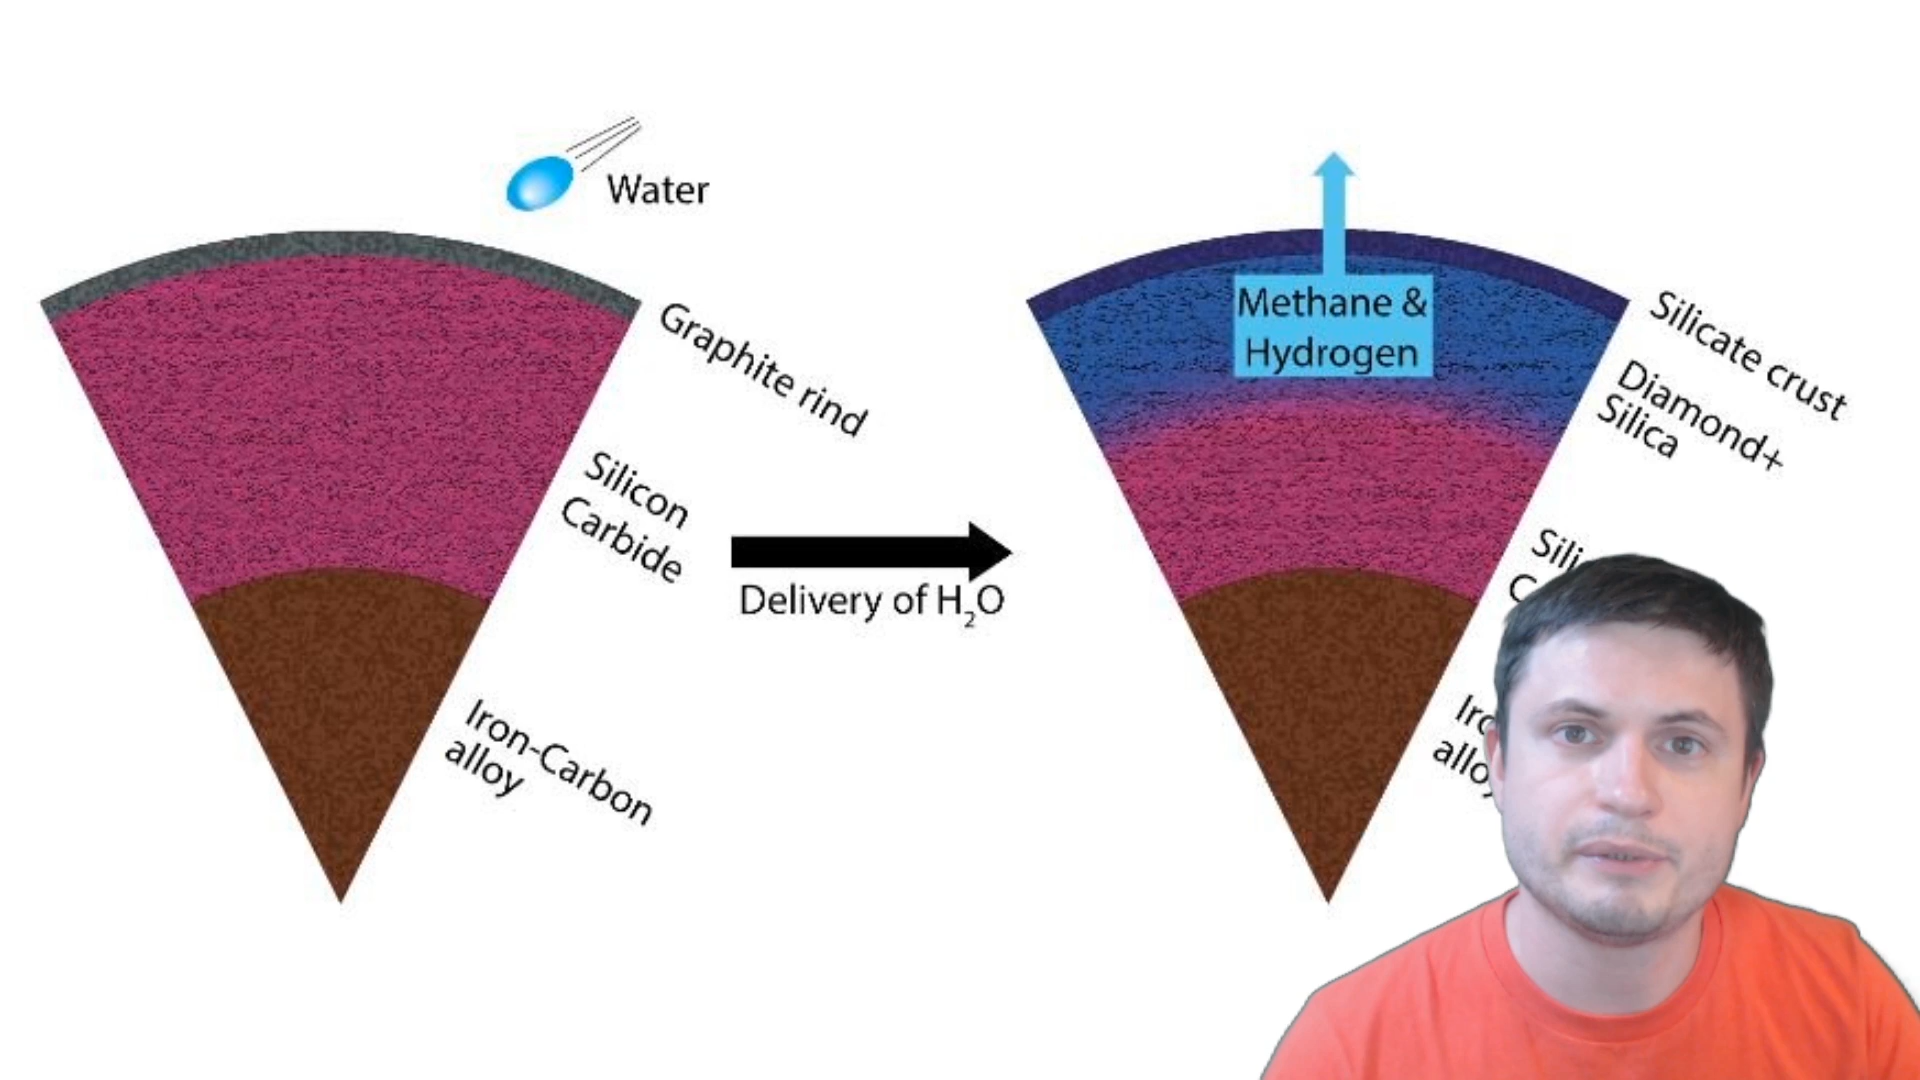 Water
Graphite rind
Silicon
Carbide
Iron-Carbon
alloy
Delivery of H₂O
Methane &
Hydrogen
Silicate crust
Diamond+
Silica